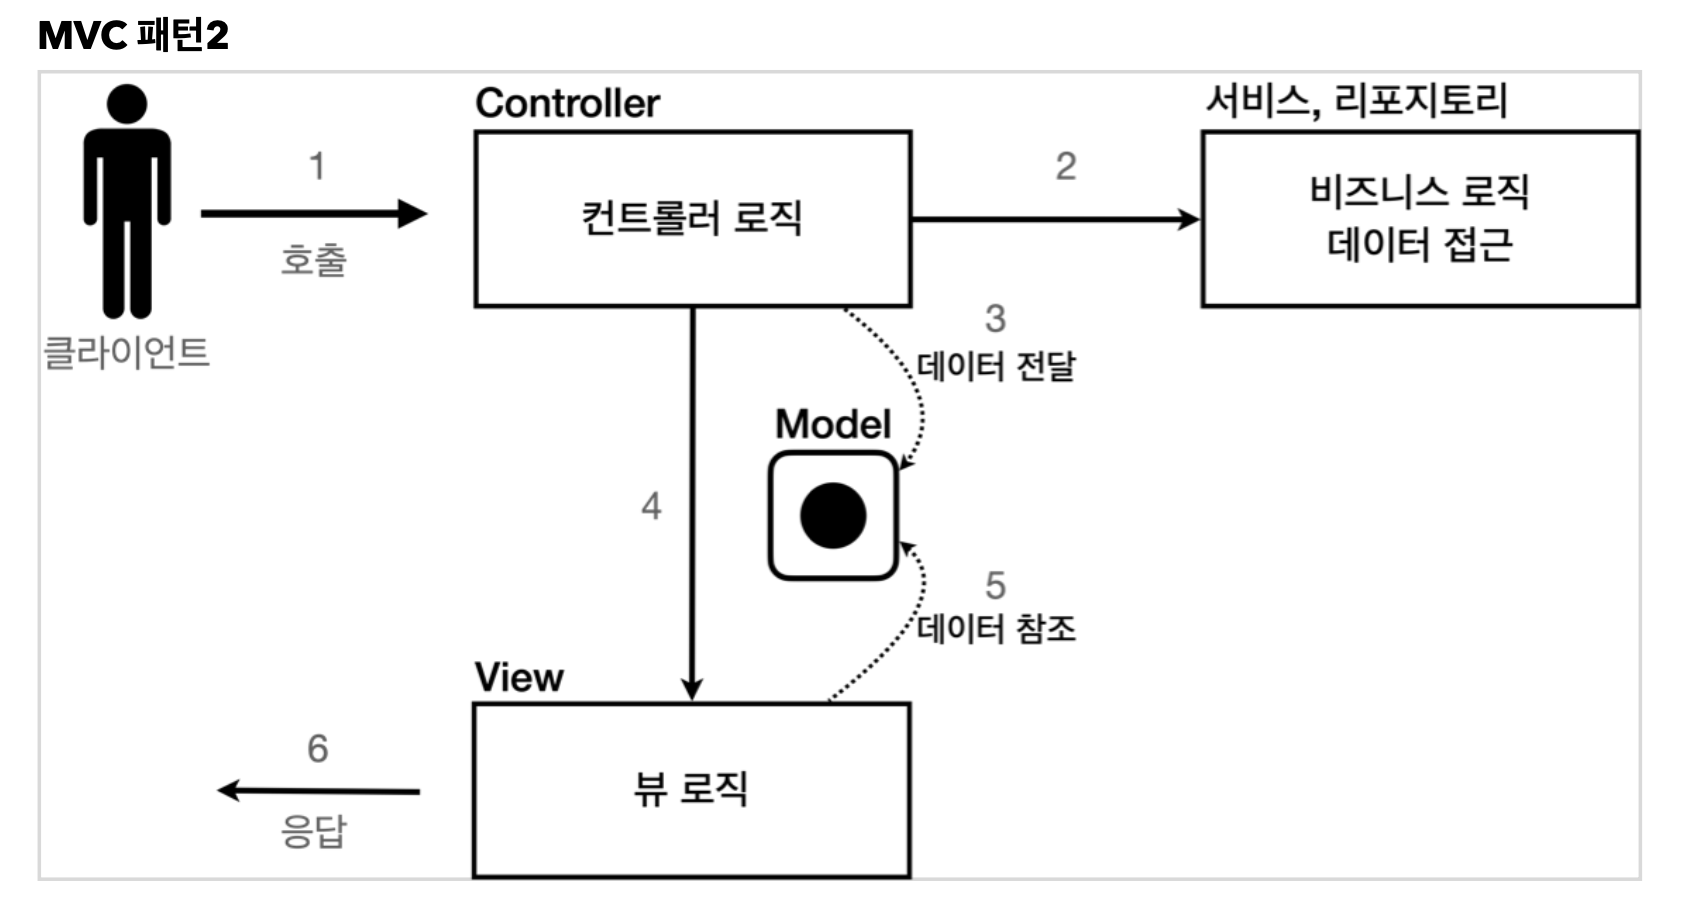 MVC 패턴2
Controller
서비스, 리포지토리
1
호출
클라이언트
컨트롤러 로직
2
비즈니스 로직
데이터 접근
3
데이터 전달
Model
4
5
데이터 참조
View
뷰 로직
6
응답